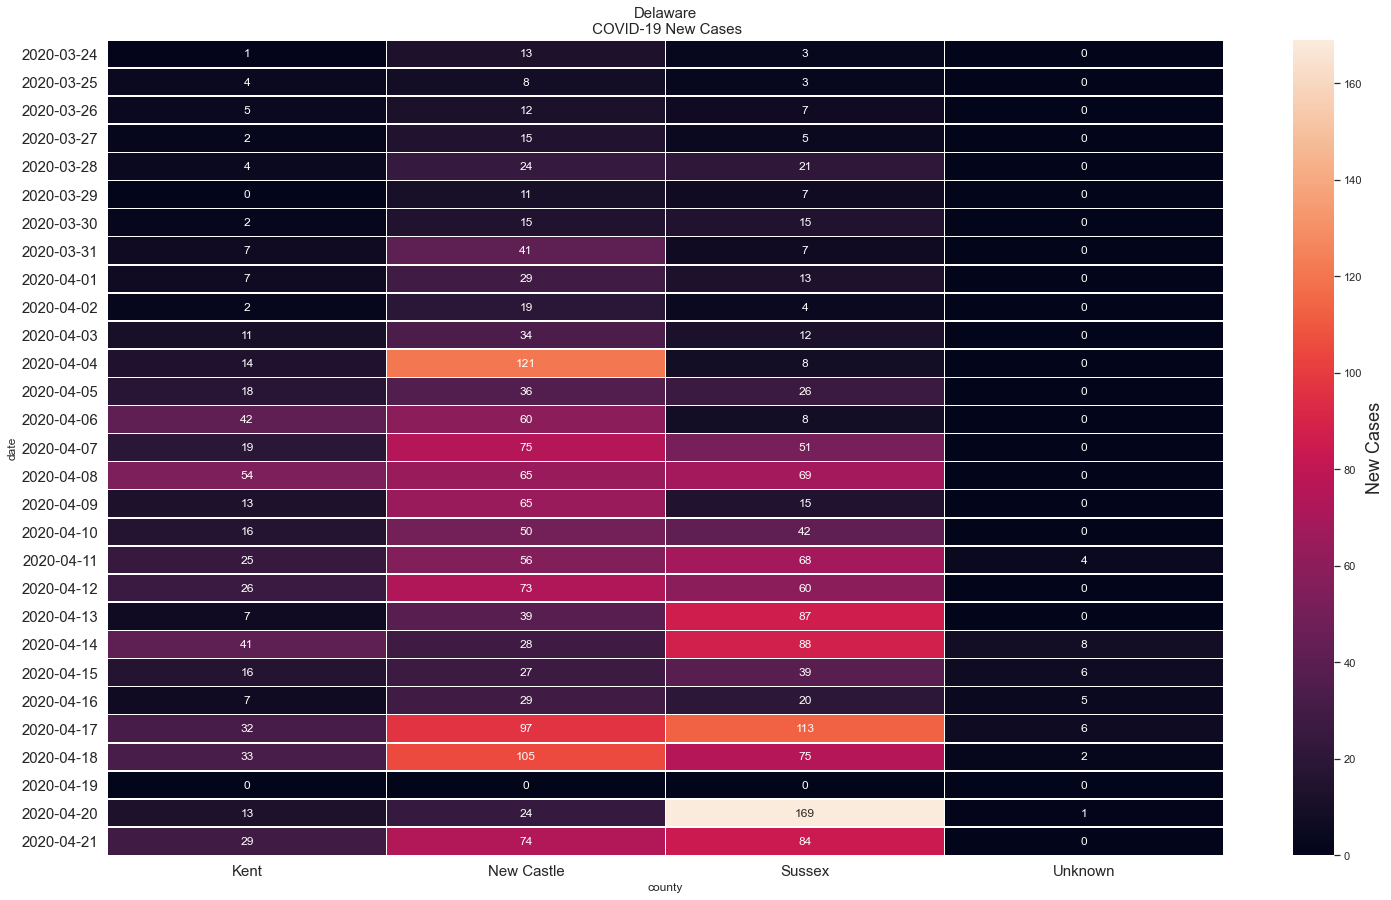 Delaware
COVID-19 New Cases
2020-03-24 1 13 3 0
2020-03-25 4 8 3 0
2020-03-26 5 12 7 0
2020-03-27 2 15 5 0
2020-03-28 4 24 21 0
2020-03-29 0 11 7 0
2020-03-30 2 15 15 0
2020-03-31 7 41 7 0
2020-04-01 7 29 13 0
2020-04-02 2 19 4 0
2020-04-03 11 34 12 0
2020-04-04 14 121 8 0
2020-04-05 18 36 26 0
2020-04-06 42 60 8 0
2020-04-07 19 75 51 0
2020-04-08 54 65 69 0
2020-04-09 13 65 15 0
2020-04-10 16 50 42 0
2020-04-11 25 56 68 4
2020-04-12 26 73 60 0
2020-04-13 7 39 87 0
2020-04-14 41 28 88 8
2020-04-15 16 27 39 6
2020-04-16 7 29 20 5
2020-04-17 32 97 113 6
2020-04-18 33 105 75 2
2020-04-19 0 0 0 0
2020-04-20 13 24 169 1
2020-04-21 29 74 84 0
Kent New Castle Sussex Unknown
county
date
160
140
120
100
80
60
40
20
0
New Cases